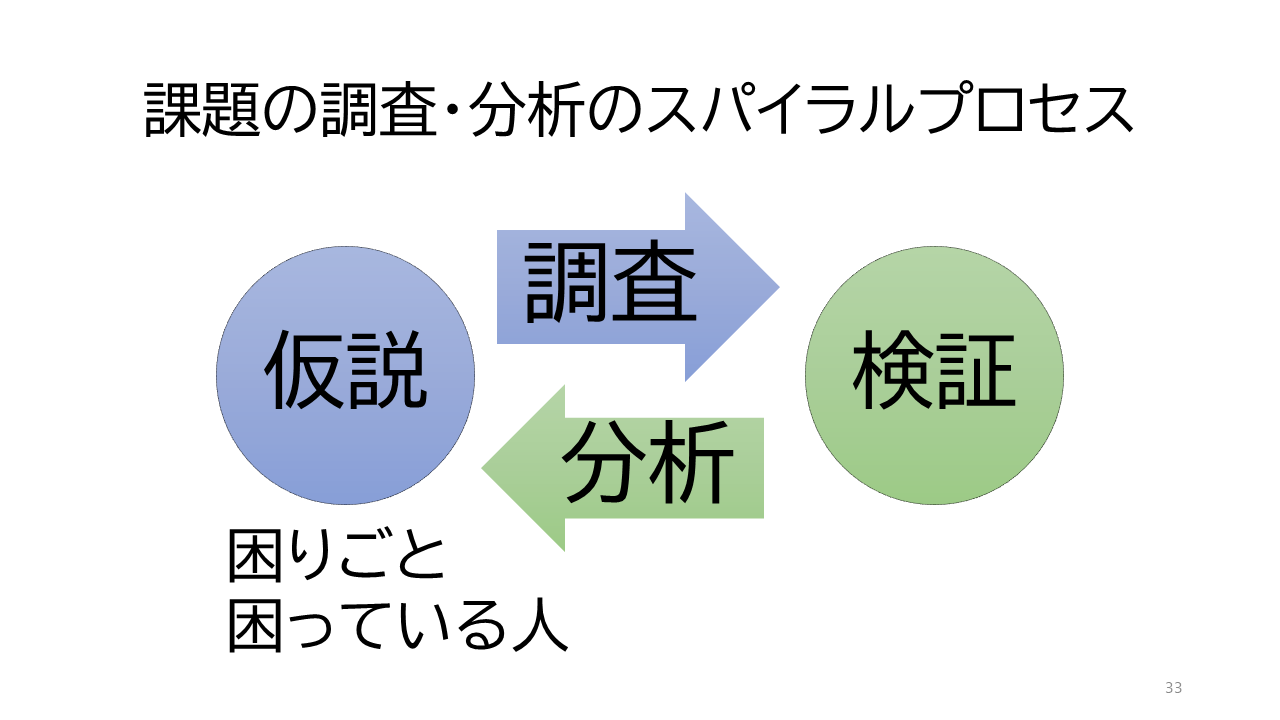 課題の調査・分析のスパイラルプロセス
調査
仮説
検証
分析
困りごと
困っている人
33